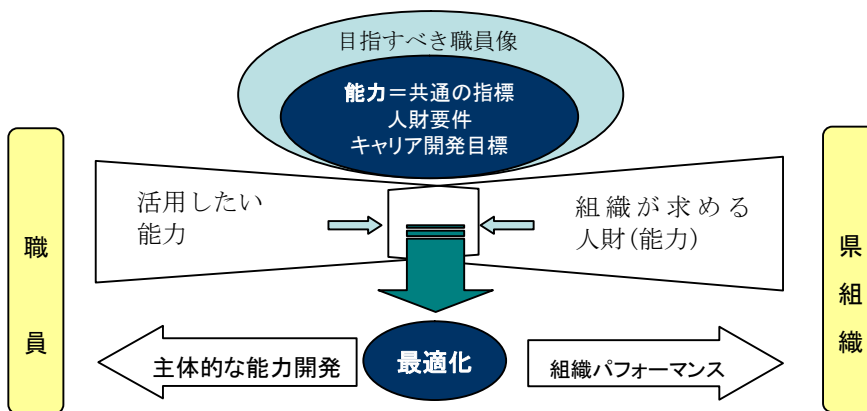 目指すべき職員像
能力＝共通の指標
人財要件
キャリア開発目標
職員
活用したい
能力
組織が求める
人財(能力)
県組織
主体的な能力開発
最適化
組織パフォーマンス